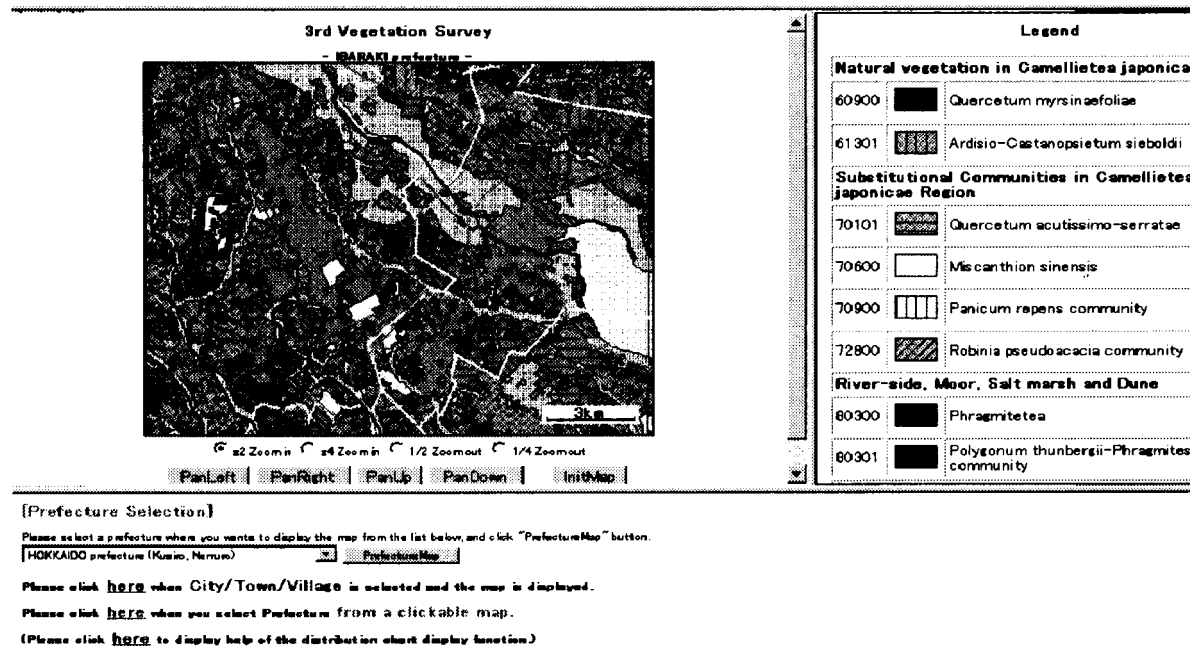 3rd Vegetation Survey
- IBARAKI prefecture -
3km
x2 Zoomin x4 Zoomin 1/2 Zoomout 1/4 Zoomout
PanLeft PanRight PanUp PanDown InitMap
Legend
Natural vegetation in Camellietea japonica
60900 Quercetum myrsinaefoliae
61301 Ardisio-Castanopsietum sieboldii
Substitutional Communities in Camellietea
japonicae Region
70101 Quercetum acutissimo-serratae
70600 Miscanthion sinensis
70900 Panicum repens community
72800 Robinia pseudoacacia community
River-side, Moor, Salt marsh and Dune
80300 Phragmitetea
80301 Polygonum thunbergii-Phragmites
community
[Prefecture Selection]
Please select a prefecture where you wants to display the map from the list below, and click "PrefectureMap" button.
HOKKAIDO prefecture (Kusiro, Nemuro) PrefectureMap
Please click here when City/Town/Village is selected and the map is displayed.
Please click here when you select Prefecture from a clickable map.
(Please click here to display help of the distribution chart display function.)